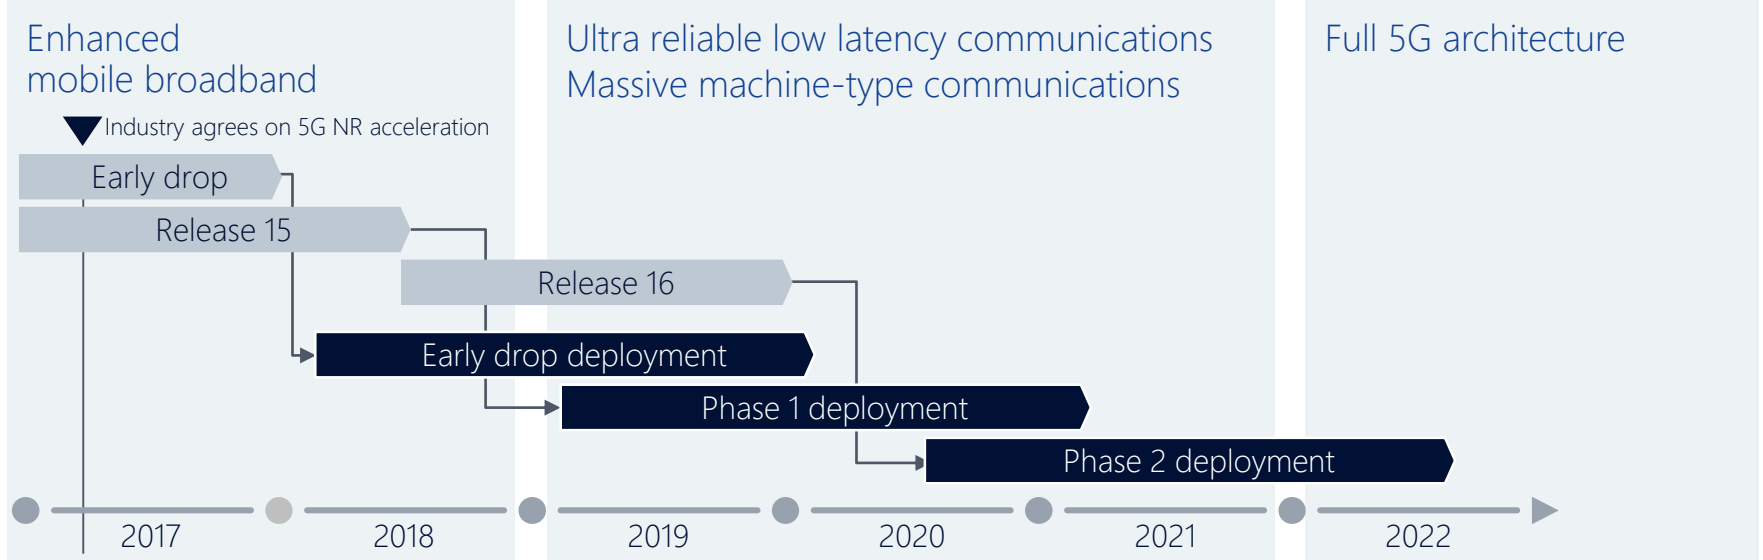 Enhanced
mobile broadband
Ultra reliable low latency communications
Massive machine-type communications
Full 5G architecture
Industry agrees on 5G NR acceleration
Early drop
Release 15
Release 16
Early drop deployment
Phase 1 deployment
Phase 2 deployment
2017
2018
2019
2020
2021
2022